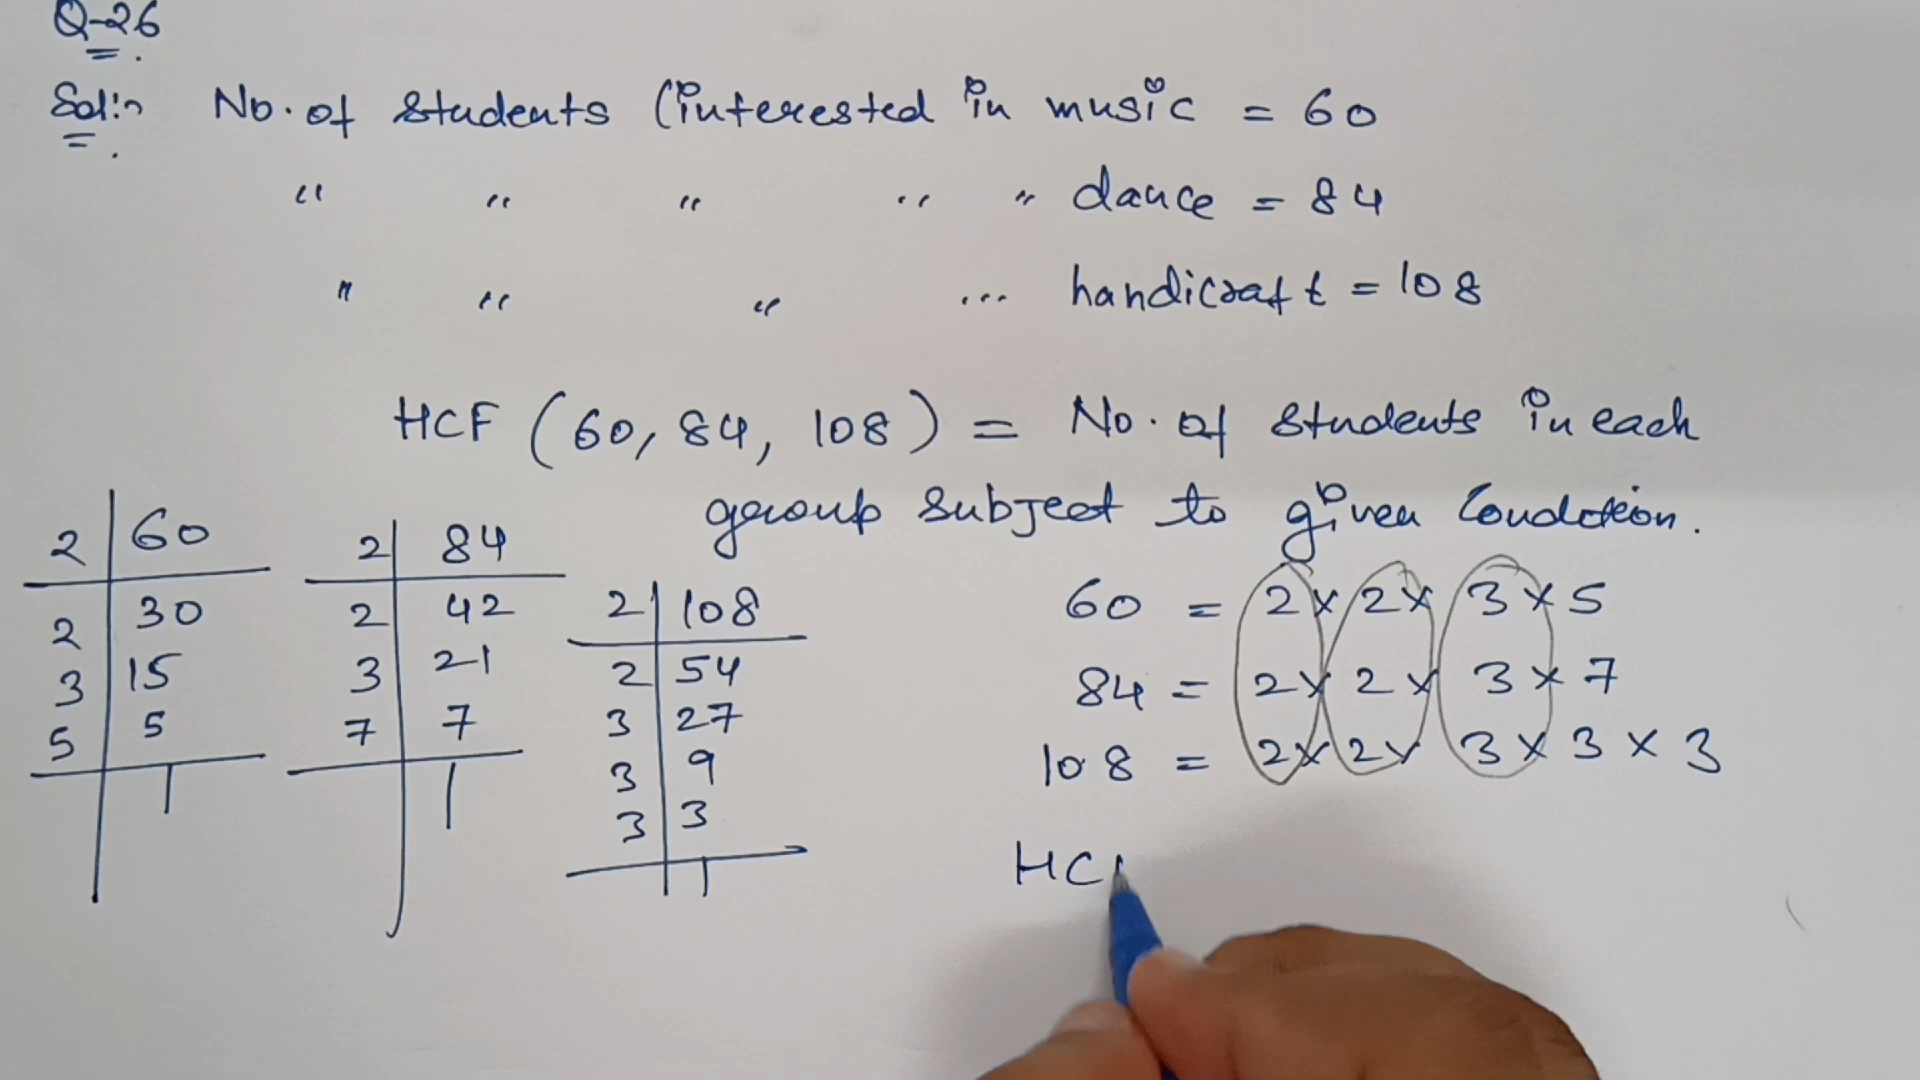 Q-26
Sol:n No. of students (interested in music = 60
" " " " " dance = 84
" " " ... handicraft = 108
HCF (60, 84, 108) = No. of students in each
group subject to given condition.
2 | 60
2 | 30
3 | 15
5 | 5
1
2 | 84
2 | 42
3 | 21
7 | 7
1
2 | 108
2 | 54
3 | 27
3 | 9
3 | 3
1
60 = 2 × 2 × 3 × 5
84 = 2 × 2 × 3 × 7
108 = 2 × 2 × 3 × 3 × 3
HC